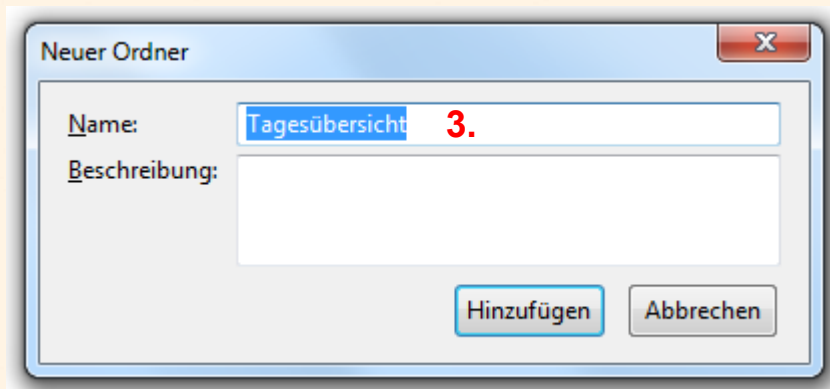 Neuer Ordner
Name: Tagesübersicht 3.
Beschreibung:
Hinzufügen Abbrechen